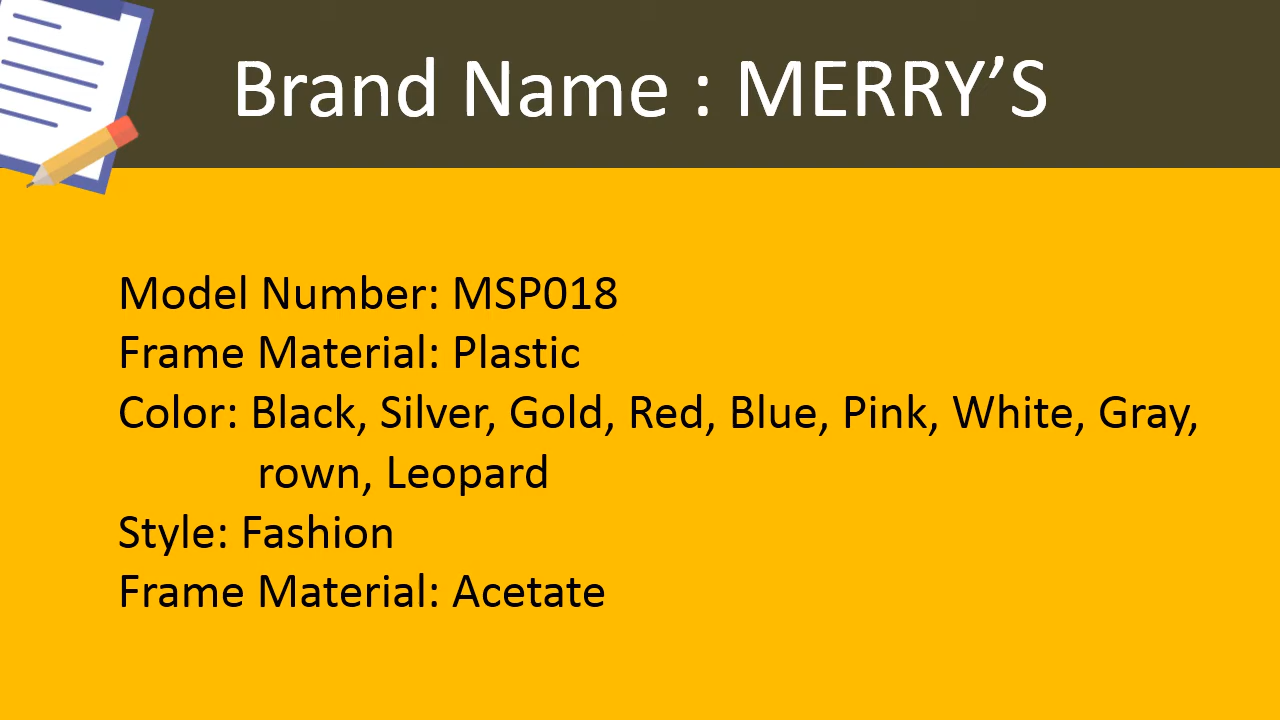 Brand Name : MERRY’S
Model Number: MSP018
Frame Material: Plastic
Color: Black, Silver, Gold, Red, Blue, Pink, White, Gray,
rown, Leopard
Style: Fashion
Frame Material: Acetate